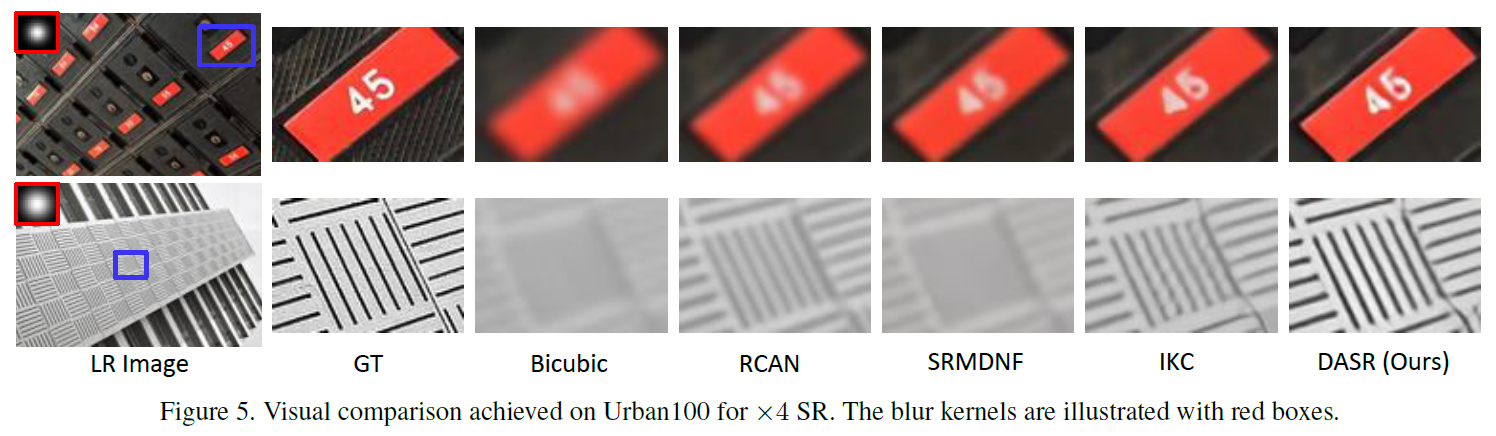 45
45
LR Image
GT
Bicubic
RCAN
SRMDNF
IKC
DASR (Ours)
Figure 5. Visual comparison achieved on Urban100 for ×4 SR. The blur kernels are illustrated with red boxes.